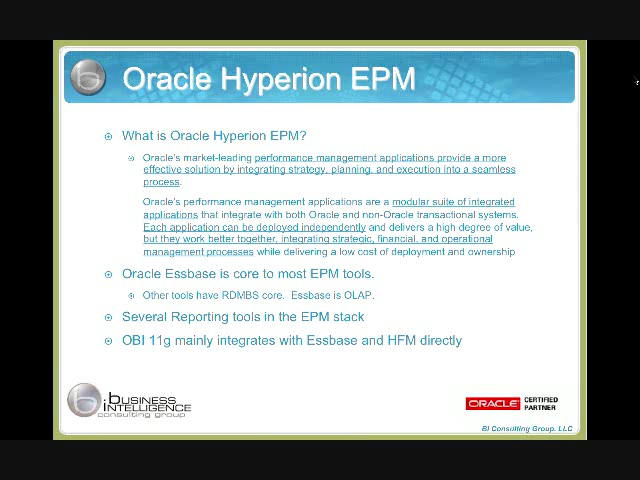 Oracle Hyperion EPM
What is Oracle Hyperion EPM?
Oracle's market-leading performance management applications provide a more
effective solution by integrating strategy, planning, and execution into a seamless
process.
Oracle's performance management applications are a modular suite of integrated
applications that integrate with both Oracle and non-Oracle transactional systems.
Each application can be deployed independently and delivers a high degree of value,
but they work better together, integrating strategic, financial, and operational
management processes while delivering a low cost of deployment and ownership
Oracle Essbase is core to most EPM tools.
Other tools have RDMBS core. Essbase is OLAP.
Several Reporting tools in the EPM stack
OBI 11g mainly integrates with Essbase and HFM directly
BUSINESS
INTELLIGENCE
consulting group
ORACLE CERTIFIED
PARTNER
BI Consulting Group, LLC